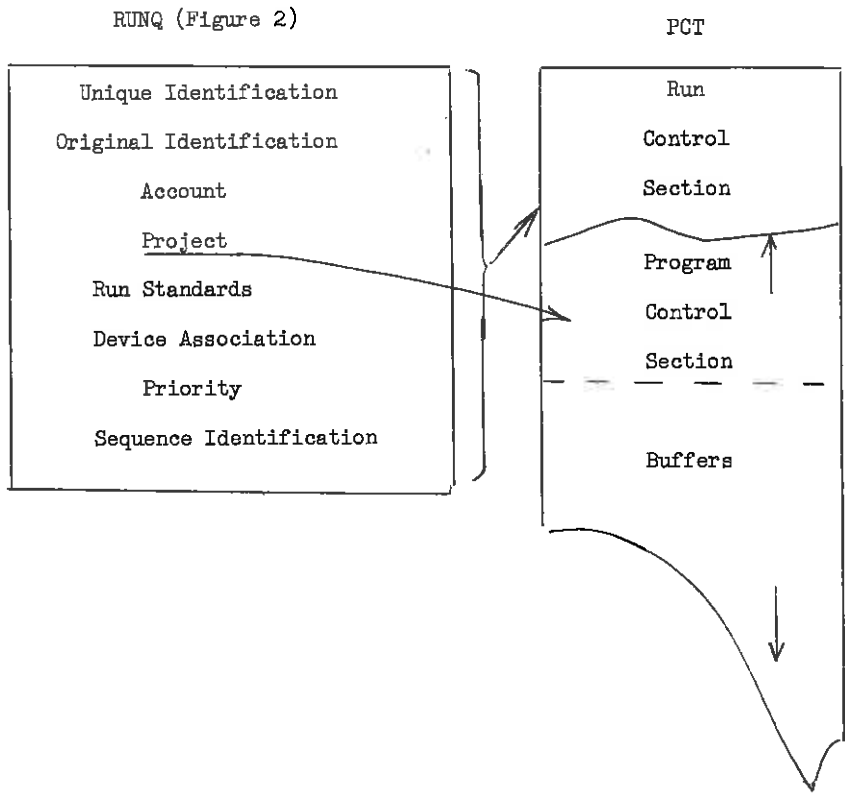 RUNQ (Figure 2)
Unique Identification
Original Identification
Account
Project
Run Standards
Device Association
Priority
Sequence Identification
PCT
Run
Control
Section
Program
Control
Section
Buffers